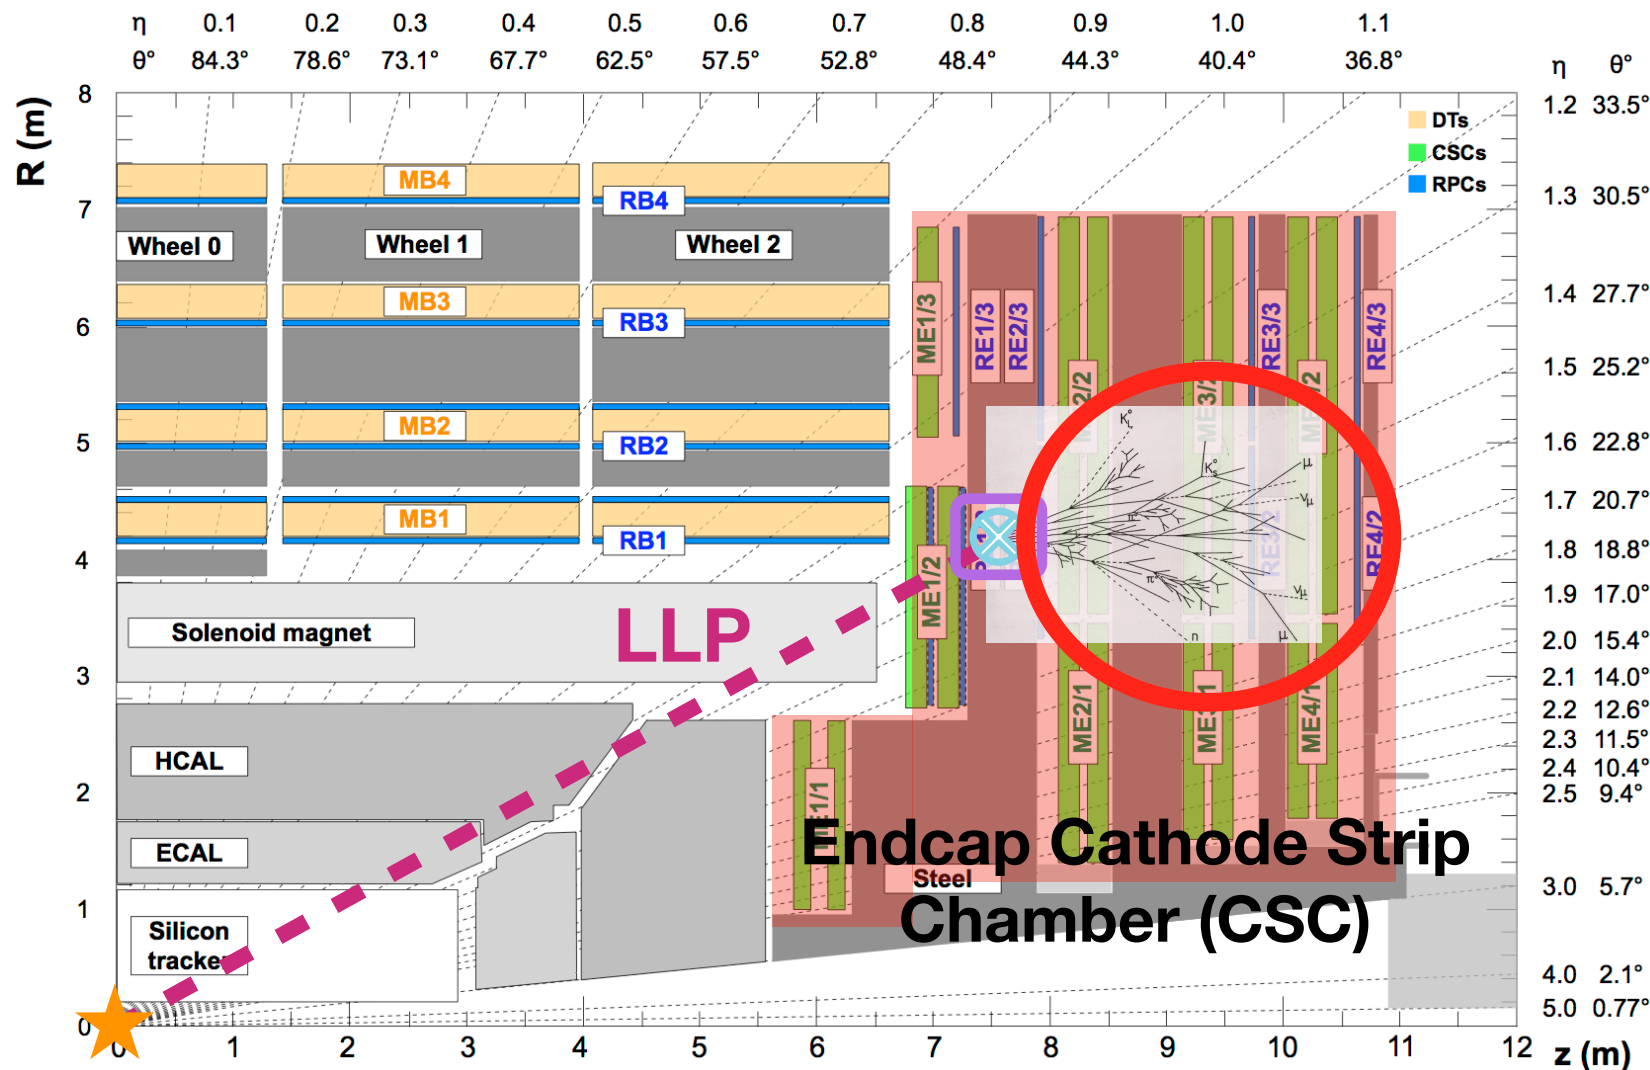 η 0.1 0.2 0.3 0.4 0.5 0.6 0.7 0.8 0.9 1.0 1.1
θ° 84.3° 78.6° 73.1° 67.7° 62.5° 57.5° 52.8° 48.4° 44.3° 40.4° 36.8° η θ°
R (m)
8
7
6
5
4
3
2
1
0
1.2 33.5°
1.3 30.5°
1.4 27.7°
1.5 25.2°
1.6 22.8°
1.7 20.7°
1.8 18.8°
1.9 17.0°
2.0 15.4°
2.1 14.0°
2.2 12.6°
2.3 11.5°
2.4 10.4°
2.5 9.4°
3.0 5.7°
4.0 2.1°
5.0 0.77°
DTs
CSCs
RPCs
MB4
RB4
Wheel 0 Wheel 1 Wheel 2
MB3
RB3
MB2
RB2
MB1
RB1
ME1/3
RE1/3
RE2/3
RE3/3
RE4/3
ME1/2
RE4/2
K°L
K°s
μ
νμ
π°
νμ
n
μ
Solenoid magnet
LLP
HCAL
ECAL
Silicon
tracker
ME2/1
ME4/1
Endcap Cathode Strip
Steel
Chamber (CSC)
0 1 2 3 4 5 6 7 8 9 10 11 12 z (m)